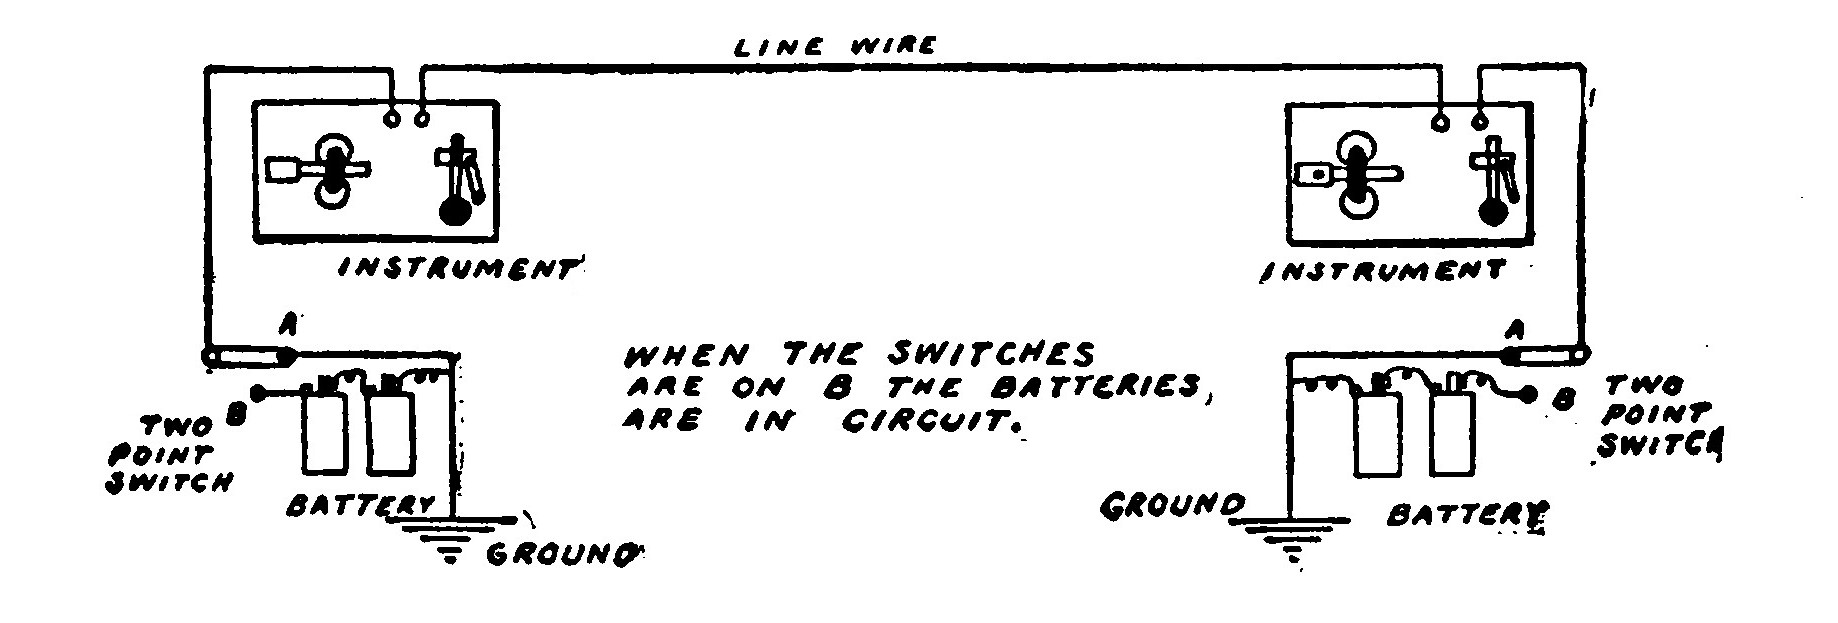 LINE WIRE
INSTRUMENT
INSTRUMENT
A
A
WHEN THE SWITCHES
ARE ON B THE BATTERIES,
ARE IN CIRCUIT.
B
TWO
POINT
SWITCH
B
TWO
POINT
SWITCH
BATTERY
GROUND
GROUND
BATTERY